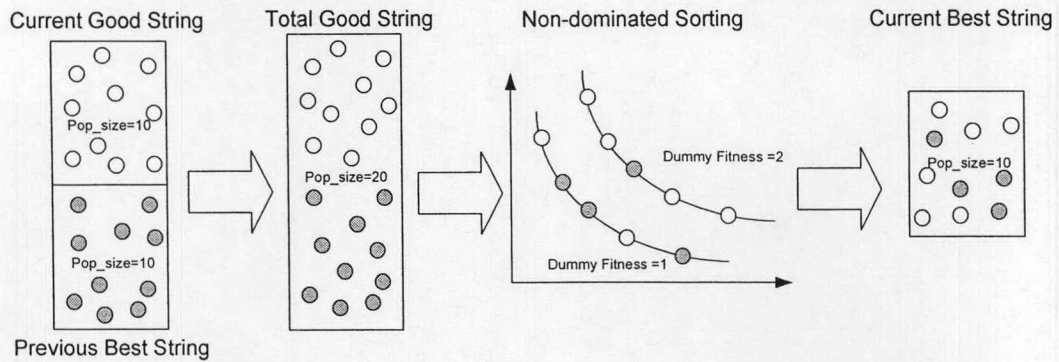 Current Good String
Total Good String
Non-dominated Sorting
Current Best String
Pop_size=10
Pop_size=20
Pop_size=10
Dummy Fitness =2
Dummy Fitness =1
Pop_size=10
Previous Best String